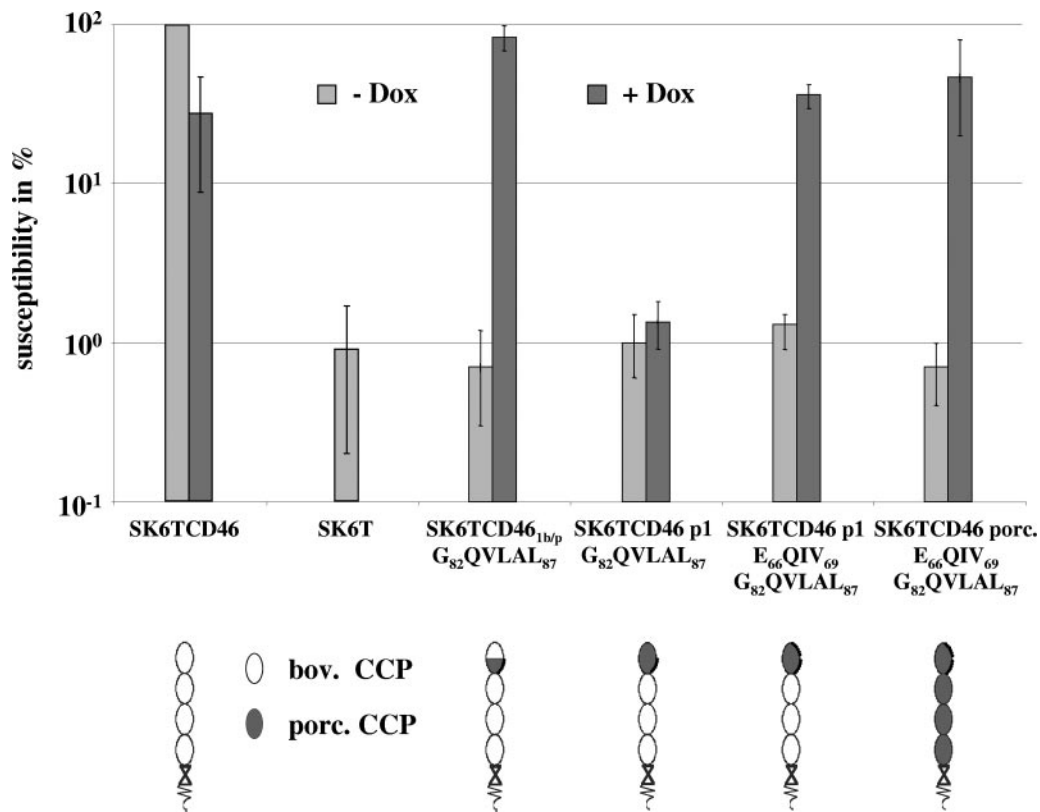 susceptibility in %
10²
10¹
10⁰
10⁻¹
- Dox
+ Dox
SK6TCD46
SK6T
SK6TCD46₁b/p
G₈₂QVLAL₈₇
SK6TCD46 p1
G₈₂QVLAL₈₇
SK6TCD46 p1
E₆₆QIV₆₉
G₈₂QVLAL₈₇
SK6TCD46 porc.
E₆₆QIV₆₉
G₈₂QVLAL₈₇
bov. CCP
porc. CCP